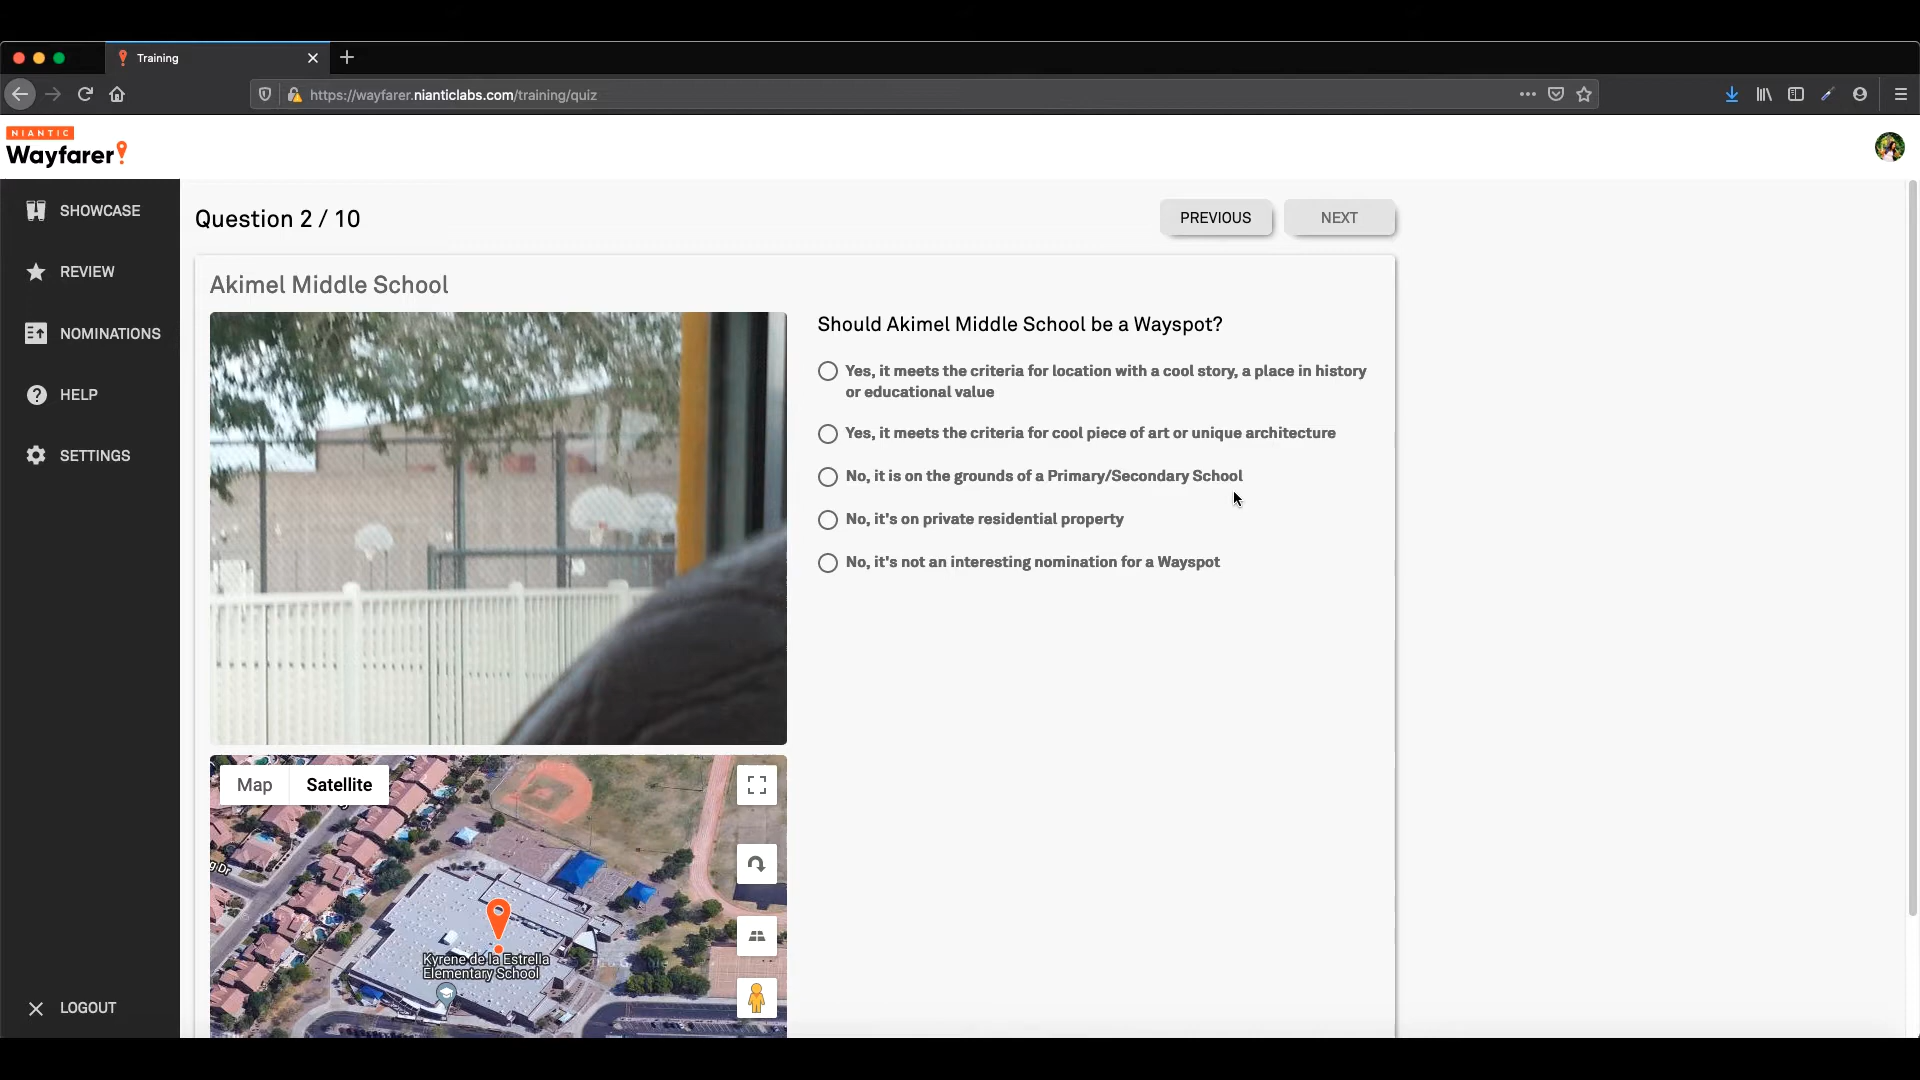 Training
https://wayfarer.nianticlabs.com/training/quiz
NIANTIC
Wayfarer
SHOWCASE
REVIEW
NOMINATIONS
HELP
SETTINGS
LOGOUT
Question 2 / 10
PREVIOUS
NEXT
Akimel Middle School
Should Akimel Middle School be a Wayspot?
Yes, it meets the criteria for location with a cool story, a place in history
or educational value
Yes, it meets the criteria for cool piece of art or unique architecture
No, it is on the grounds of a Primary/Secondary School
No, it's on private residential property
No, it's not an interesting nomination for a Wayspot
Map
Satellite
Kyrene de la Estrella
Elementary School